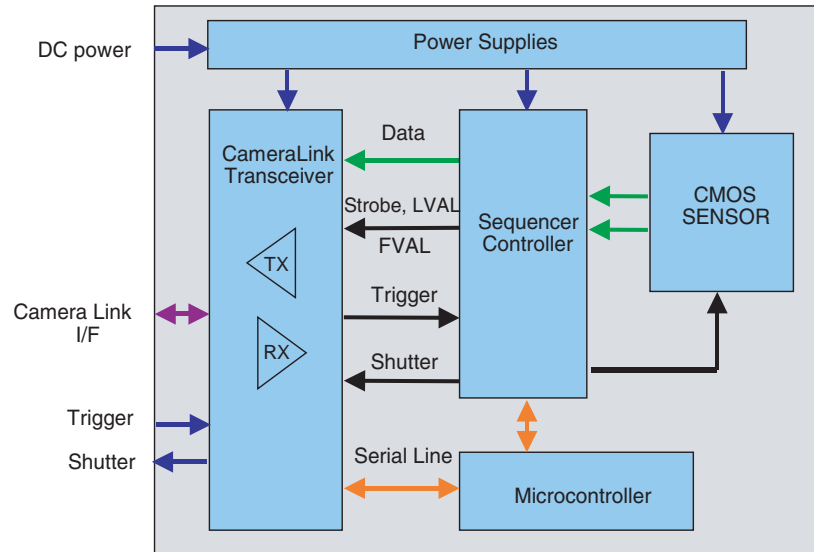 DC power
Power Supplies
CameraLink
Transceiver
Data
Strobe, LVAL
FVAL
Sequencer
Controller
CMOS
SENSOR
TX
RX
Trigger
Shutter
Camera Link
I/F
Trigger
Shutter
Serial Line
Microcontroller